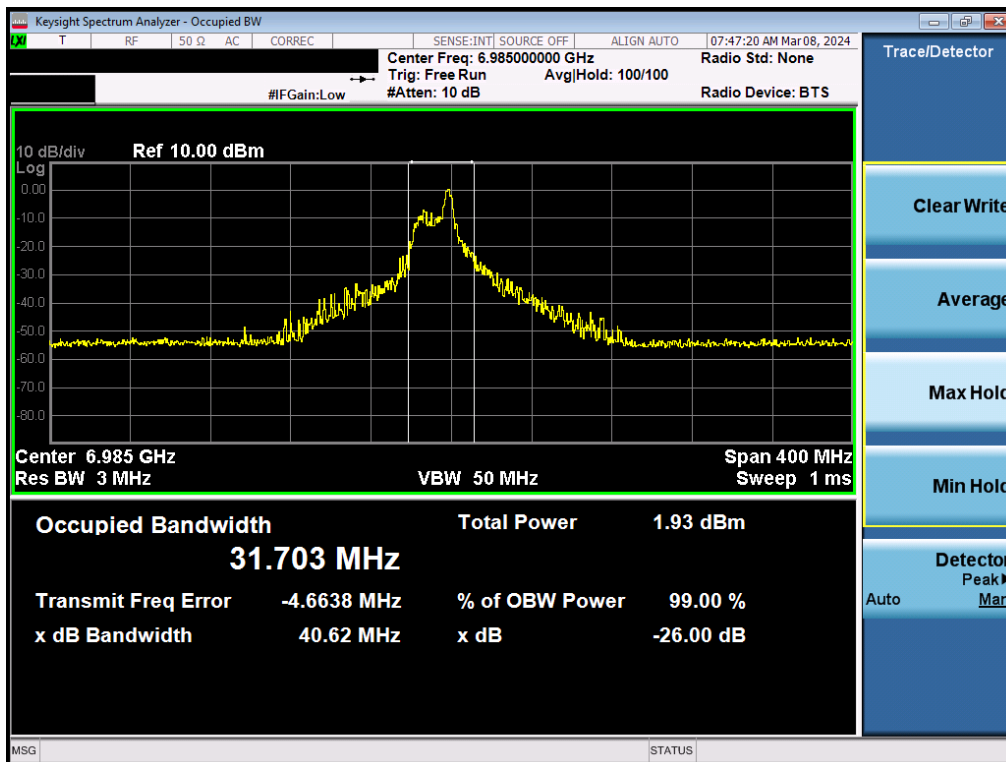 Keysight Spectrum Analyzer - Occupied BW
LXI T RF 50 Ω AC CORREC SENSE:INT SOURCE OFF ALIGN AUTO 07:47:20 AM Mar 08, 2024
Center Freq: 6.985000000 GHz Radio Std: None
Trig: Free Run Avg|Hold: 100/100
#IFGain:Low #Atten: 10 dB Radio Device: BTS
Trace/Detector
10 dB/div Ref 10.00 dBm
Log
0.00
-10.0
-20.0
-30.0
-40.0
-50.0
-60.0
-70.0
-80.0
Center 6.985 GHz Span 400 MHz
Res BW 3 MHz VBW 50 MHz Sweep 1 ms
Occupied Bandwidth Total Power 1.93 dBm
31.703 MHz
Transmit Freq Error -4.6638 MHz % of OBW Power 99.00 %
x dB Bandwidth 40.62 MHz x dB -26.00 dB
Clear Write
Average
Max Hold
Min Hold
Detector
Peak
Auto Man
MSG STATUS